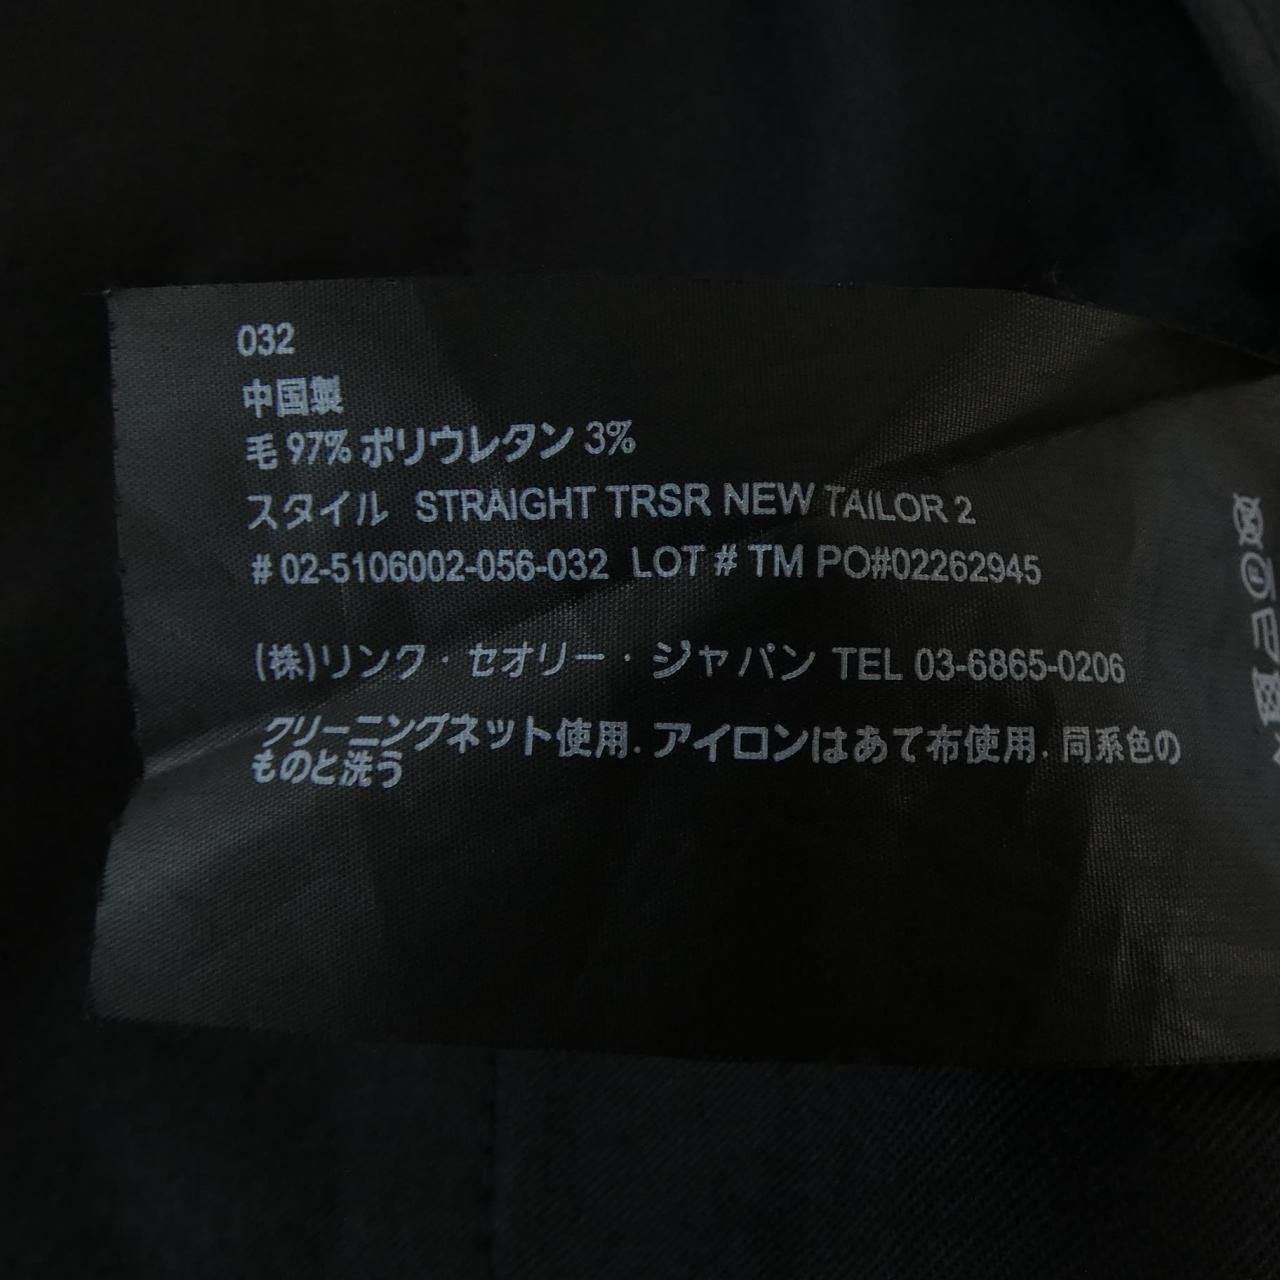 032
中国製
毛 97% ポリウレタン 3%
スタイル STRAIGHT TRSR NEW TAILOR 2
# 02-5106002-056-032 LOT # TM PO#02262945
(株)リンク・セオリー・ジャパン TEL 03-6865-0206
クリーニングネット使用. アイロンはあて布使用. 同系色の
ものと洗う